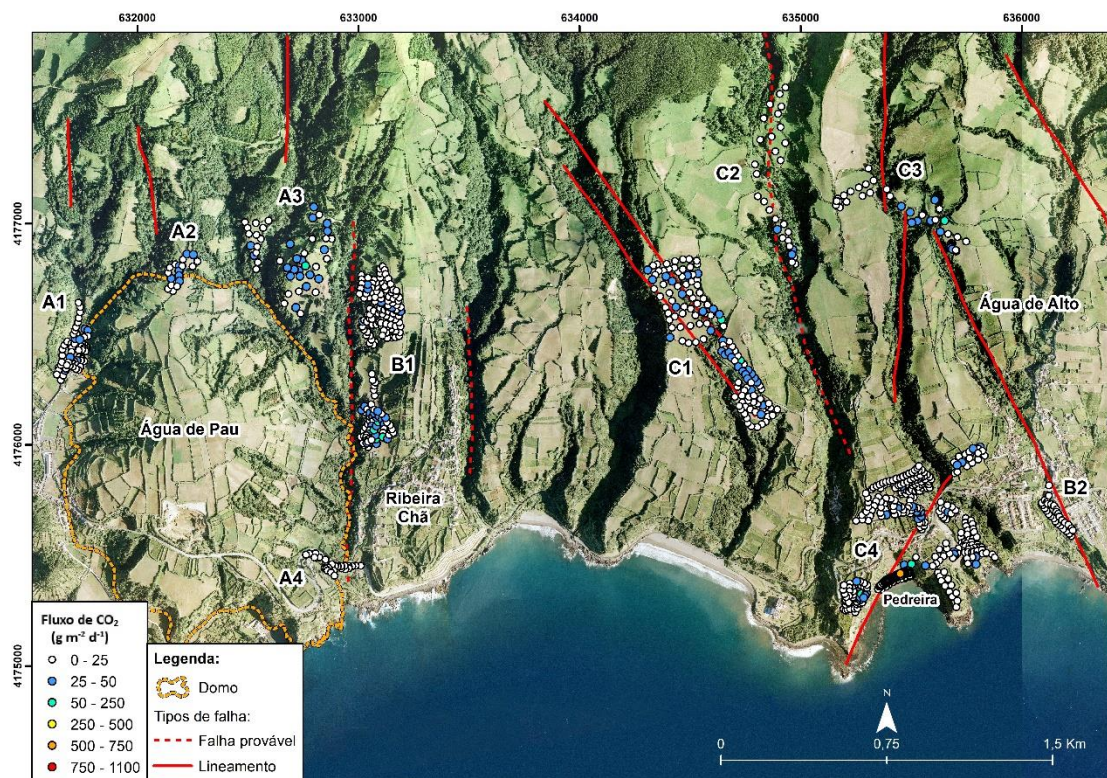 632000
633000
634000
635000
636000
4177000
4176000
4175000
A1
A2
A3
A4
B1
B2
C1
C2
C3
C4
Água de Pau
Ribeira
Chã
Água de Alto
Pedreira
Fluxo de CO₂
(g m⁻² d⁻¹)
0 - 25
25 - 50
50 - 250
250 - 500
500 - 750
750 - 1100
Legenda:
Domo
Tipos de falha:
Falha provável
Lineamento
N
0
0,75
1,5 Km